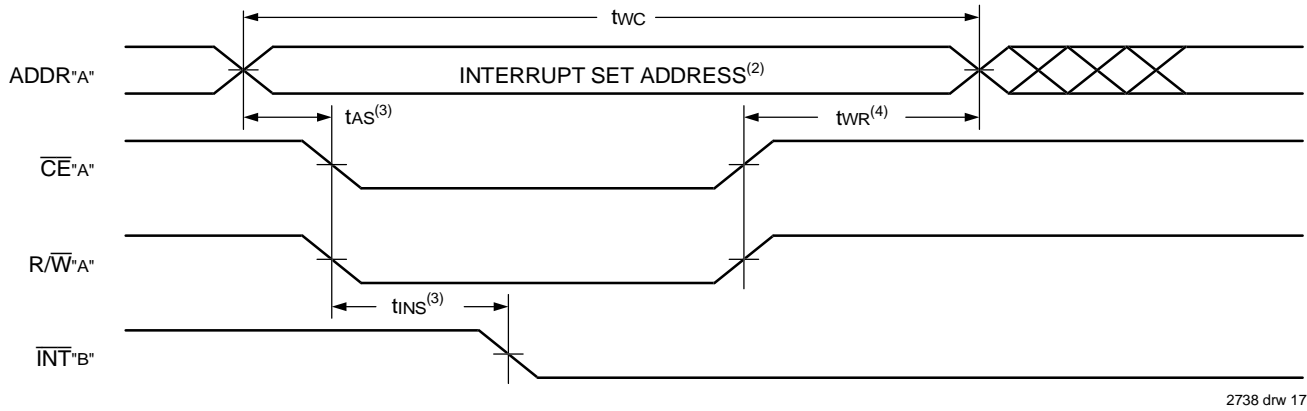 tWC
ADDR"A"
INTERRUPT SET ADDRESS(2)
tAS(3)
tWR(4)
CE"A"
R/W"A"
tINS(3)
INT"B"
2738 drw 17